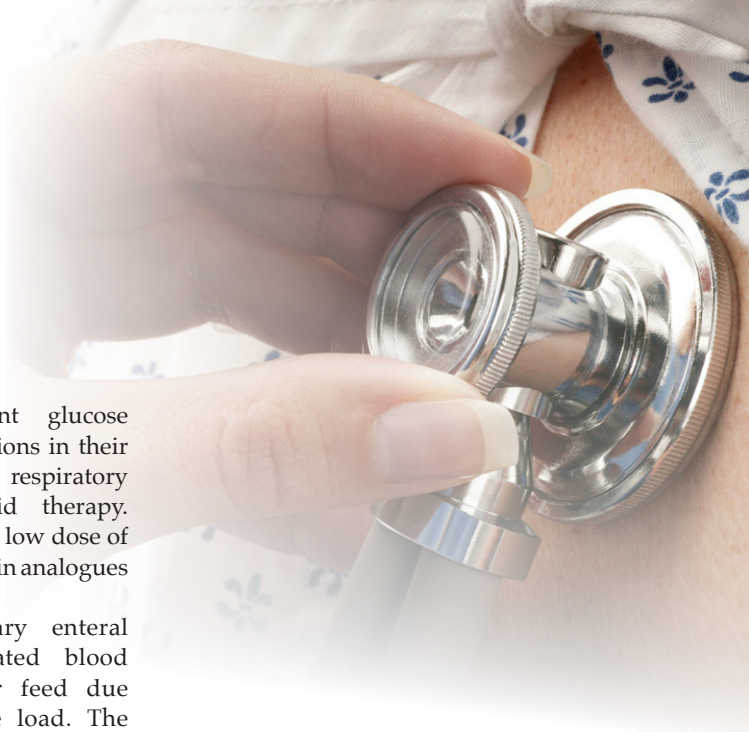 nt glucose
ions in their
respiratory
id therapy.
low dose of
in analogues
ary enteral
ated blood
r feed due
e load. The